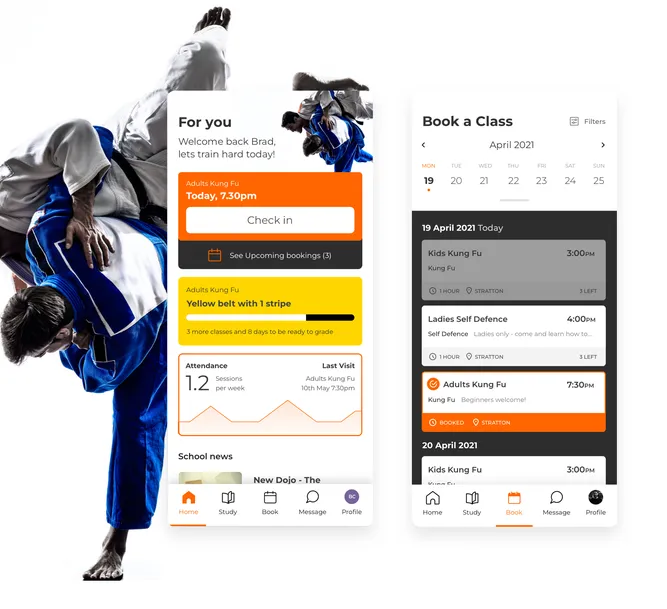 For you
Welcome back Brad,
lets train hard today!
Adults Kung Fu
Today, 7.30pm
Check in
See Upcoming bookings (3)
Adults Kung Fu
Yellow belt with 1 stripe
3 more classes and 8 days to be ready to grade
Attendance Last Visit
1.2 Sessions per week Adults Kung Fu
10th May 7:30pm
School news
New Dojo - The
Home Study Book Message BC Profile
Book a Class Filters
April 2021
MON TUE WED THU FRI SAT SUN
19 20 21 22 23 24 25
19 April 2021 Today
Kids Kung Fu 3:00PM
Kung Fu
1 HOUR STRATTON 3 LEFT
Ladies Self Defence 4:00PM
Self Defence Ladies only - come and learn how to...
1 HOUR STRATTON 3 LEFT
Adults Kung Fu 7:30PM
Kung Fu Beginners welcome!
BOOKED STRATTON
20 April 2021
Kids Kung Fu 3:00PM
Kung Fu
Home Study Book Message Profile